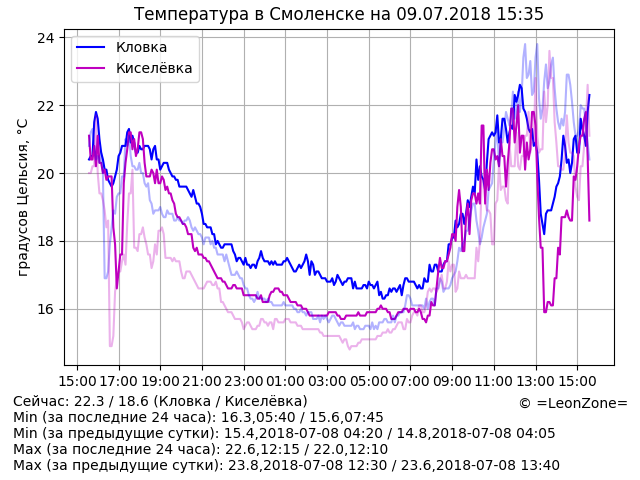 Температура в Смоленске на 09.07.2018 15:35
градусов Цельсия, °C
24
22
20
18
16
Кловка
Киселёвка
15:00 17:00 19:00 21:00 23:00 01:00 03:00 05:00 07:00 09:00 11:00 13:00 15:00
Сейчас: 22.3 / 18.6 (Кловка / Киселёвка)
© =LeonZone=
Min (за последние 24 часа): 16.3,05:40 / 15.6,07:45
Min (за предыдущие сутки): 15.4,2018-07-08 04:20 / 14.8,2018-07-08 04:05
Max (за последние 24 часа): 22.6,12:15 / 22.0,12:10
Max (за предыдущие сутки): 23.8,2018-07-08 12:30 / 23.6,2018-07-08 13:40